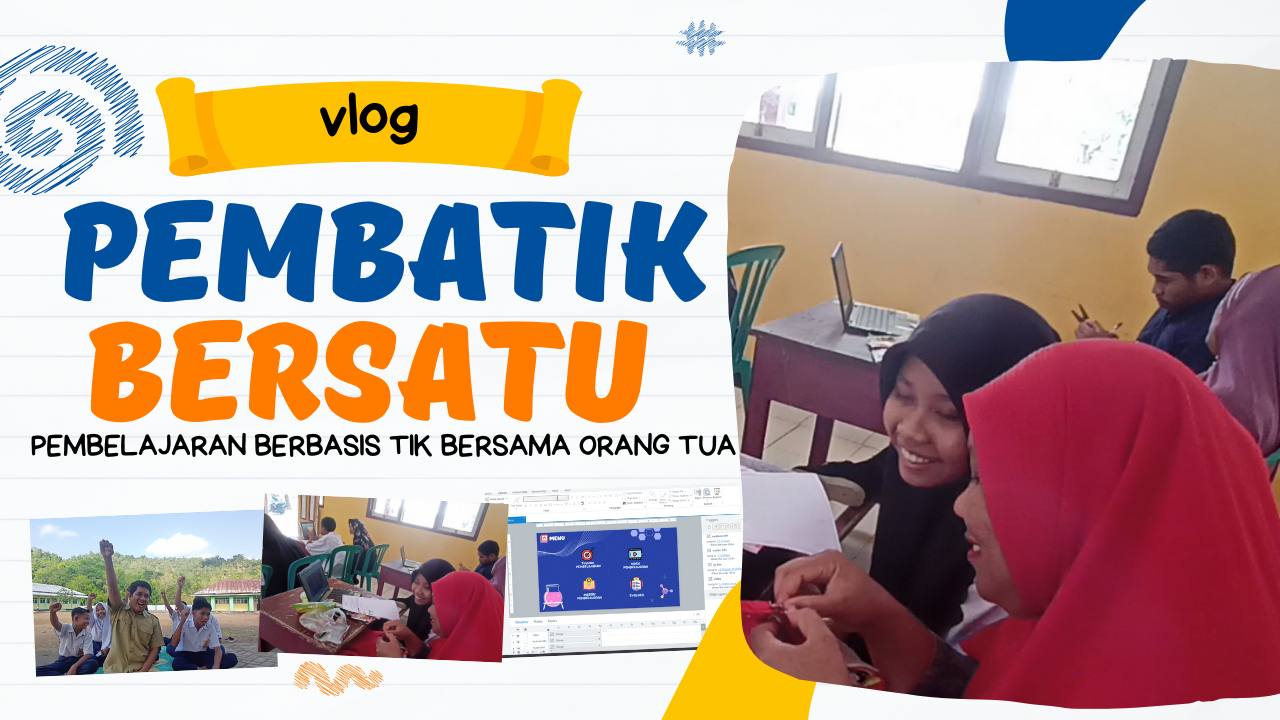 vlog
PEMBATIK
BERSATU
PEMBELAJARAN BERBASIS TIK BERSAMA ORANG TUA
MENU